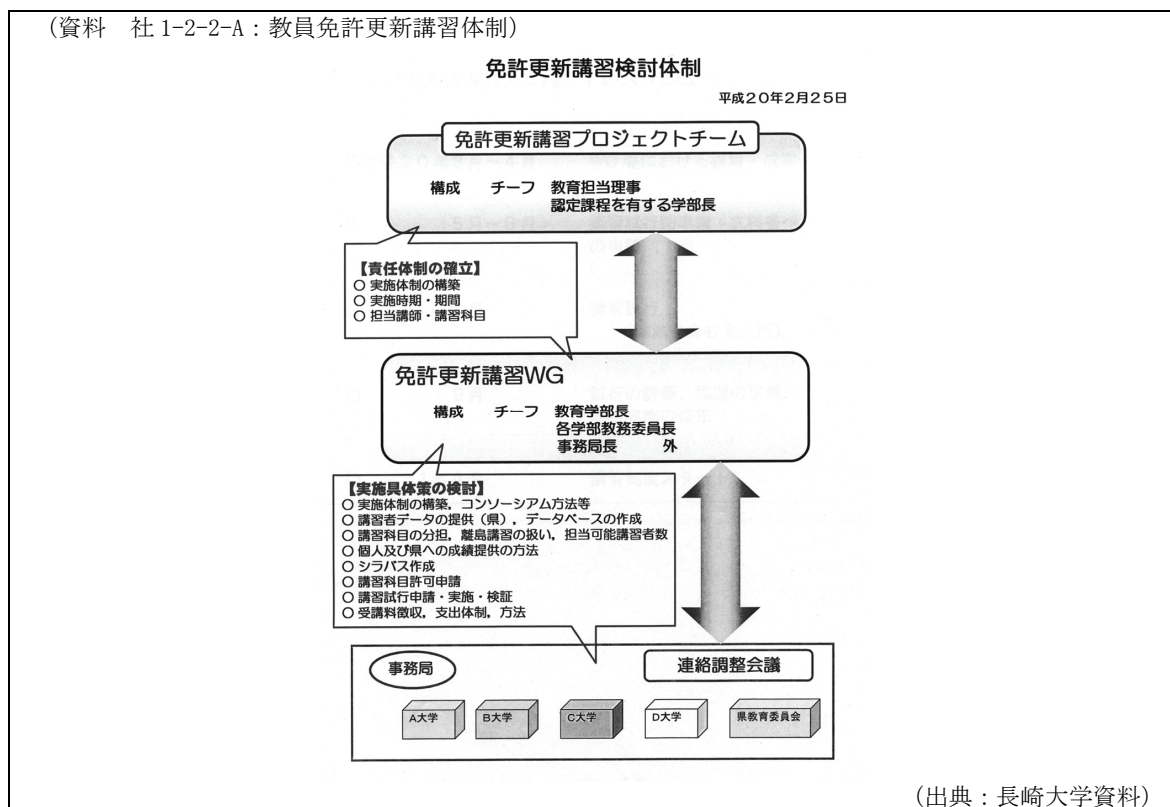 （資料　社 1-2-2-A：教員免許更新講習体制）
免許更新講習検討体制
平成20年2月25日
免許更新講習プロジェクトチーム
構成　チーフ　教育担当理事
認定課程を有する学部長
【責任体制の確立】
○ 実施体制の構築
○ 実施時期・期間
○ 担当講師・講習科目
免許更新講習WG
構成　チーフ　教育学部長
各学部教務委員長
事務局長　外
【実施具体策の検討】
○ 実施体制の構築，コンソーシアム方法等
○ 講習者データの提供（県），データベースの作成
○ 講習科目の分担，離島講習の扱い，担当可能講習者数
○ 個人及び県への成績提供の方法
○ シラバス作成
○ 講習科目許可申請
○ 講習試行申請・実施・検証
○ 受講料徴収，支出体制，方法
事務局
連絡調整会議
A大学
B大学
C大学
D大学
県教育委員会
（出典：長崎大学資料）